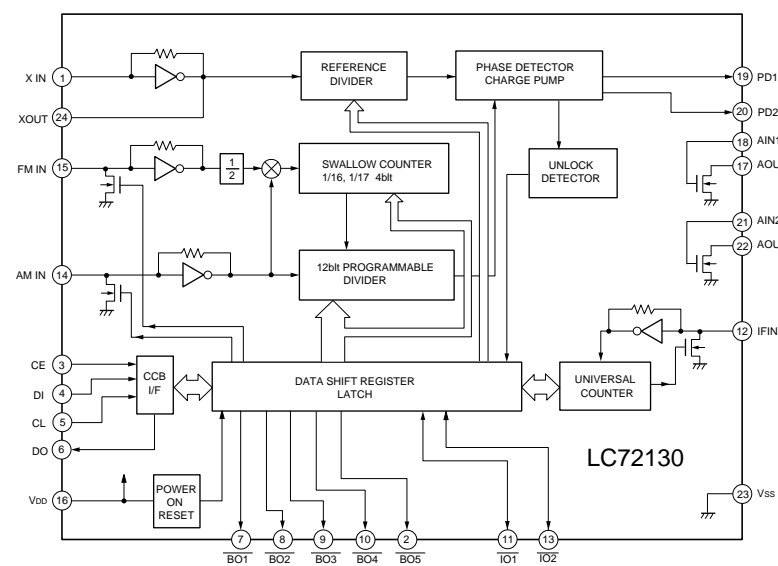 X IN
1
REFERENCE
DIVIDER
PHASE DETECTOR
CHARGE PUMP
19
PD1
XOUT
24
20
PD2
18
AIN1
FM IN
15
1
2
SWALLOW COUNTER
1/16, 1/17 4blt
UNLOCK
DETECTOR
17
AOU
21
AIN2
22
AOU
AM IN
14
12blt PROGRAMMABLE
DIVIDER
12
IFIN
CE
3
DI
4
CL
5
DO
6
CCB
I/F
DATA SHIFT REGISTER
LATCH
UNIVERSAL
COUNTER
LC72130
VDD
16
POWER
ON
RESET
23
VSS
7
8
9
10
2
11
13
BO1
BO2
BO3
BO4
BO5
IO1
IO2